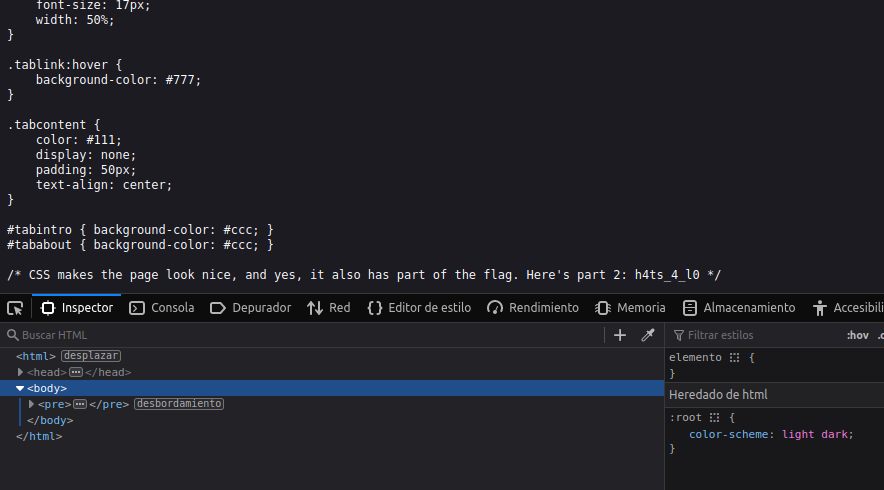 font-size: 17px;
width: 50%;
}
.tablink:hover {
background-color: #777;
}
.tabcontent {
color: #111;
display: none;
padding: 50px;
text-align: center;
}
#tabintro { background-color: #ccc; }
#tababout { background-color: #ccc; }
/* CSS makes the page look nice, and yes, it also has part of the flag. Here's part 2: h4ts_4_l0 */
Inspector Consola Depurador Red Editor de estilo Rendimiento Memoria Almacenamiento Accesibili
Buscar HTML
Filtrar estilos :hov .c
<html> desplazar
<head> ••• </head>
<body>
<pre> ••• </pre> desbordamiento
</body>
</html>
elemento {
}
Heredado de html
:root {
color-scheme: light dark;
}